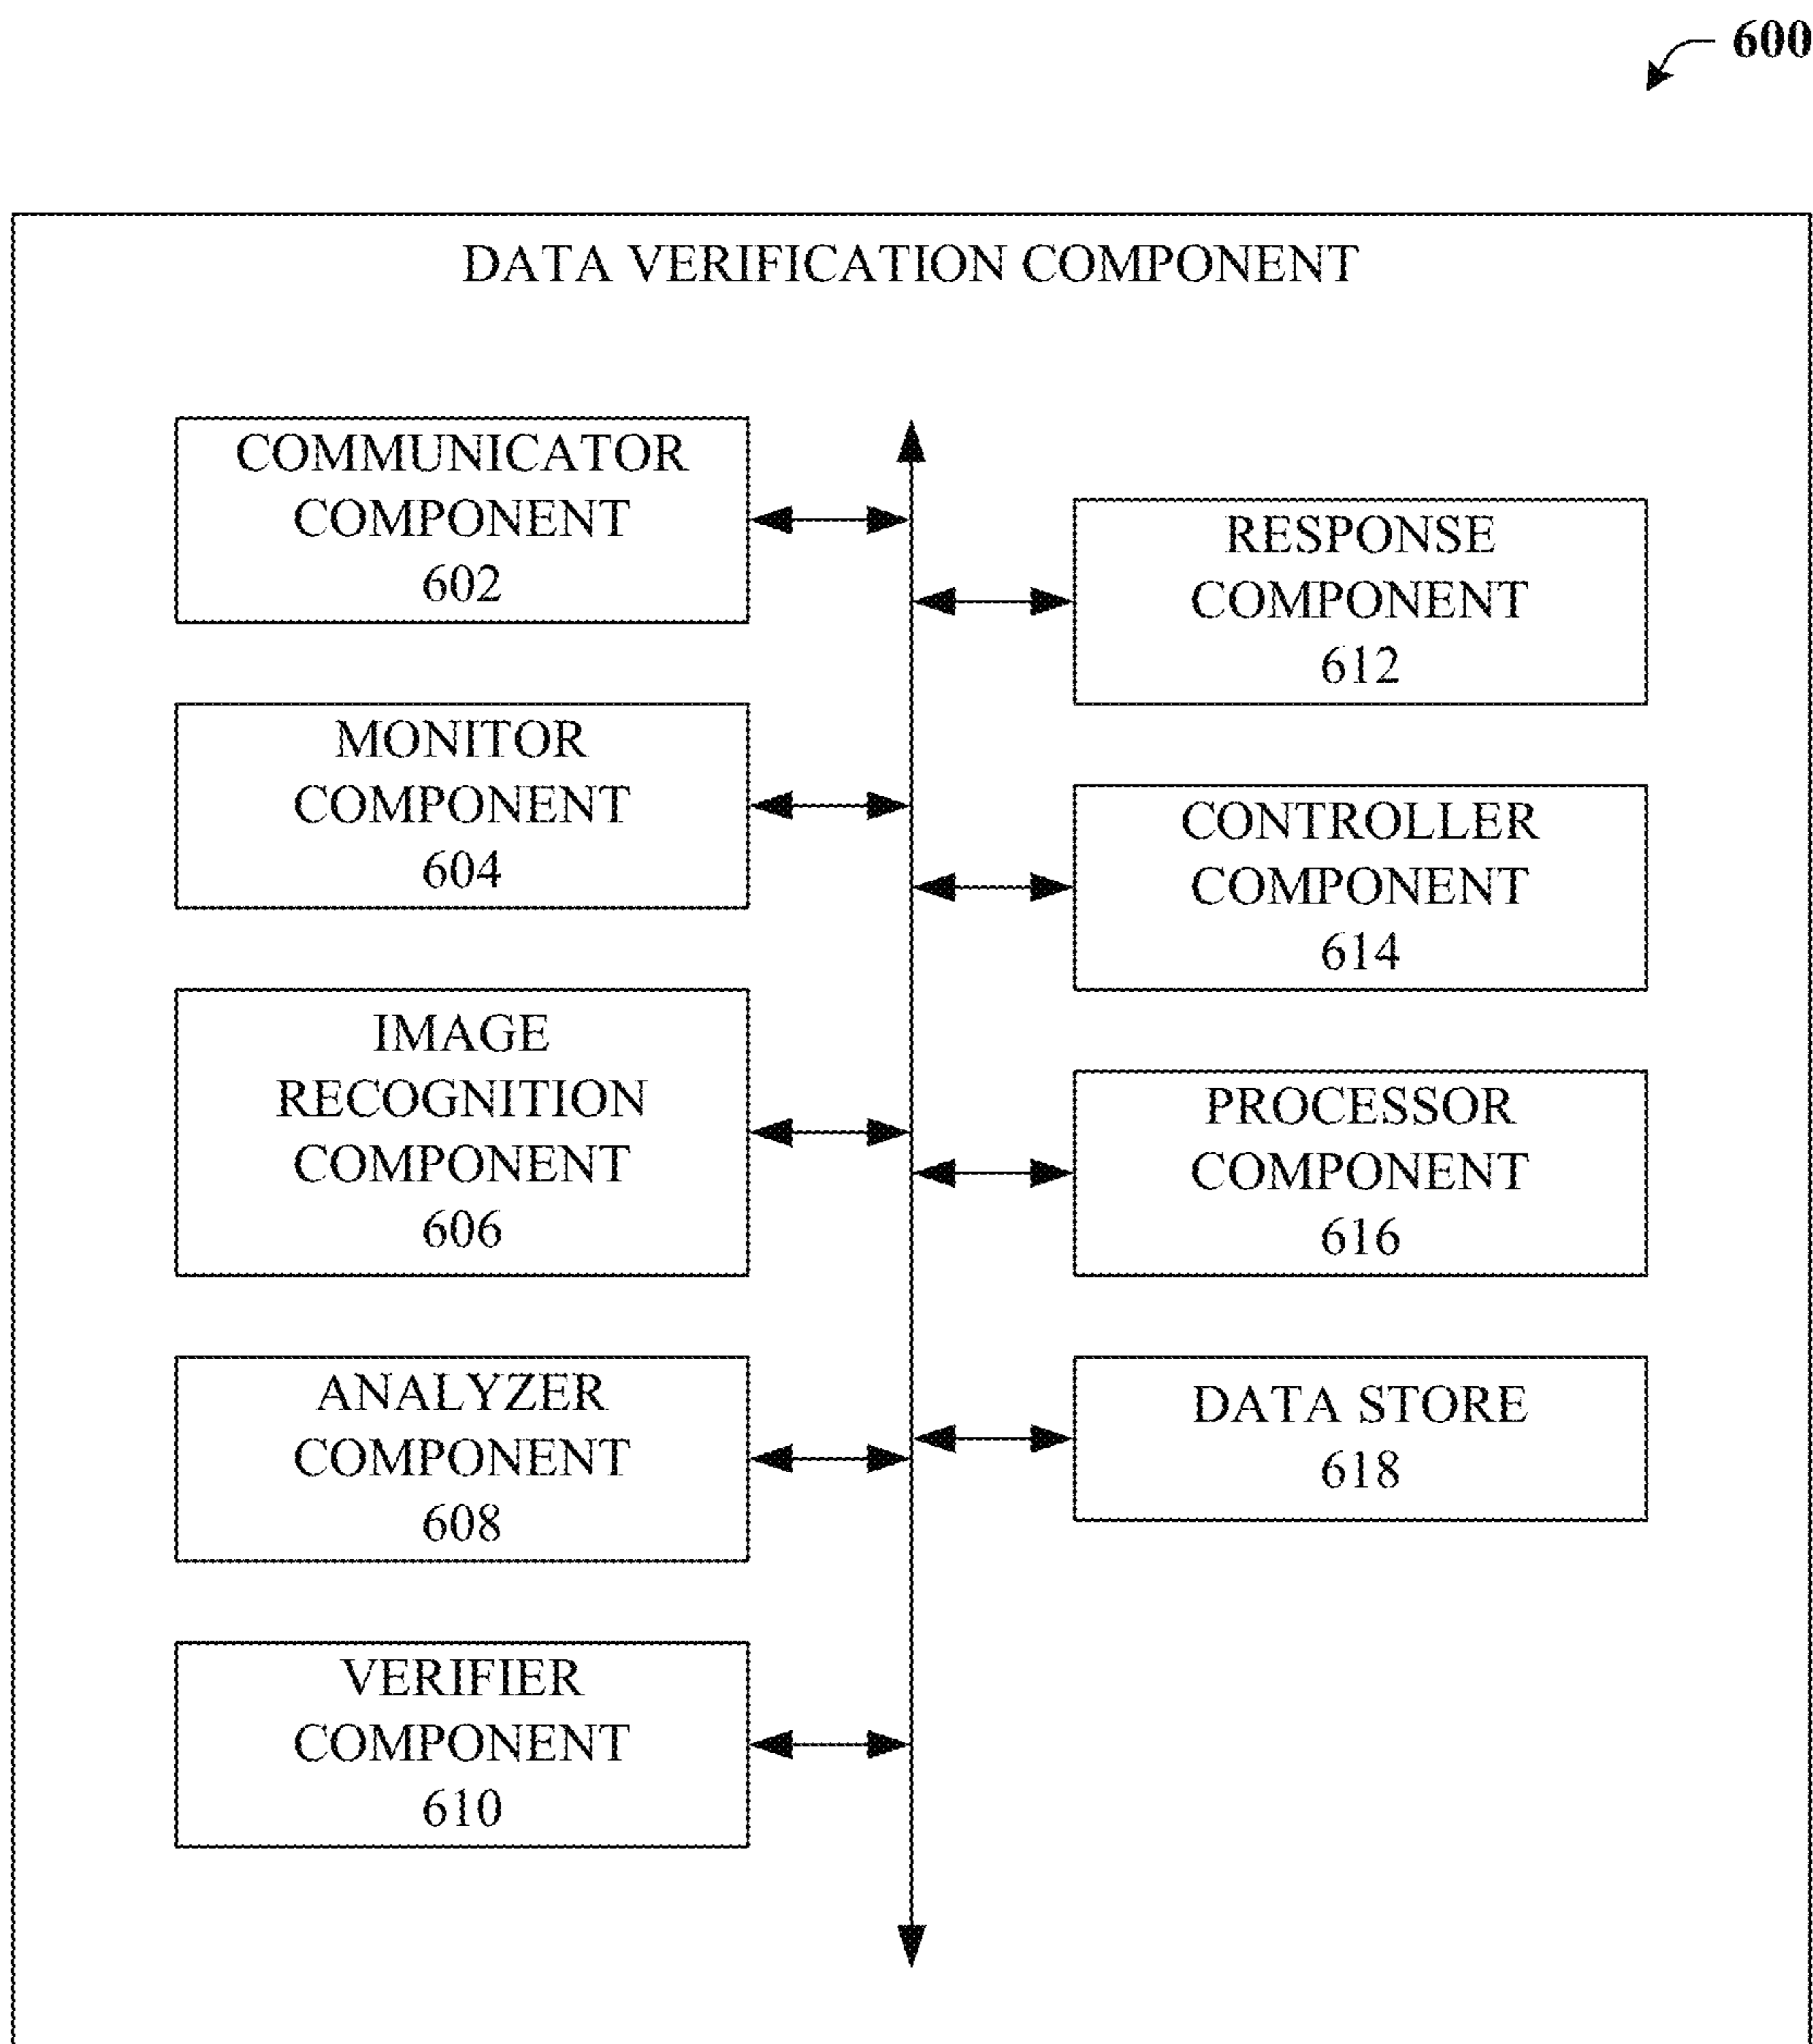 600
DATA VERIFICATION COMPONENT
COMMUNICATOR
COMPONENT
602
MONITOR
COMPONENT
604
IMAGE
RECOGNITION
COMPONENT
606
ANALYZER
COMPONENT
608
VERIFIER
COMPONENT
610
RESPONSE
COMPONENT
612
CONTROLLER
COMPONENT
614
PROCESSOR
COMPONENT
616
DATA STORE
618